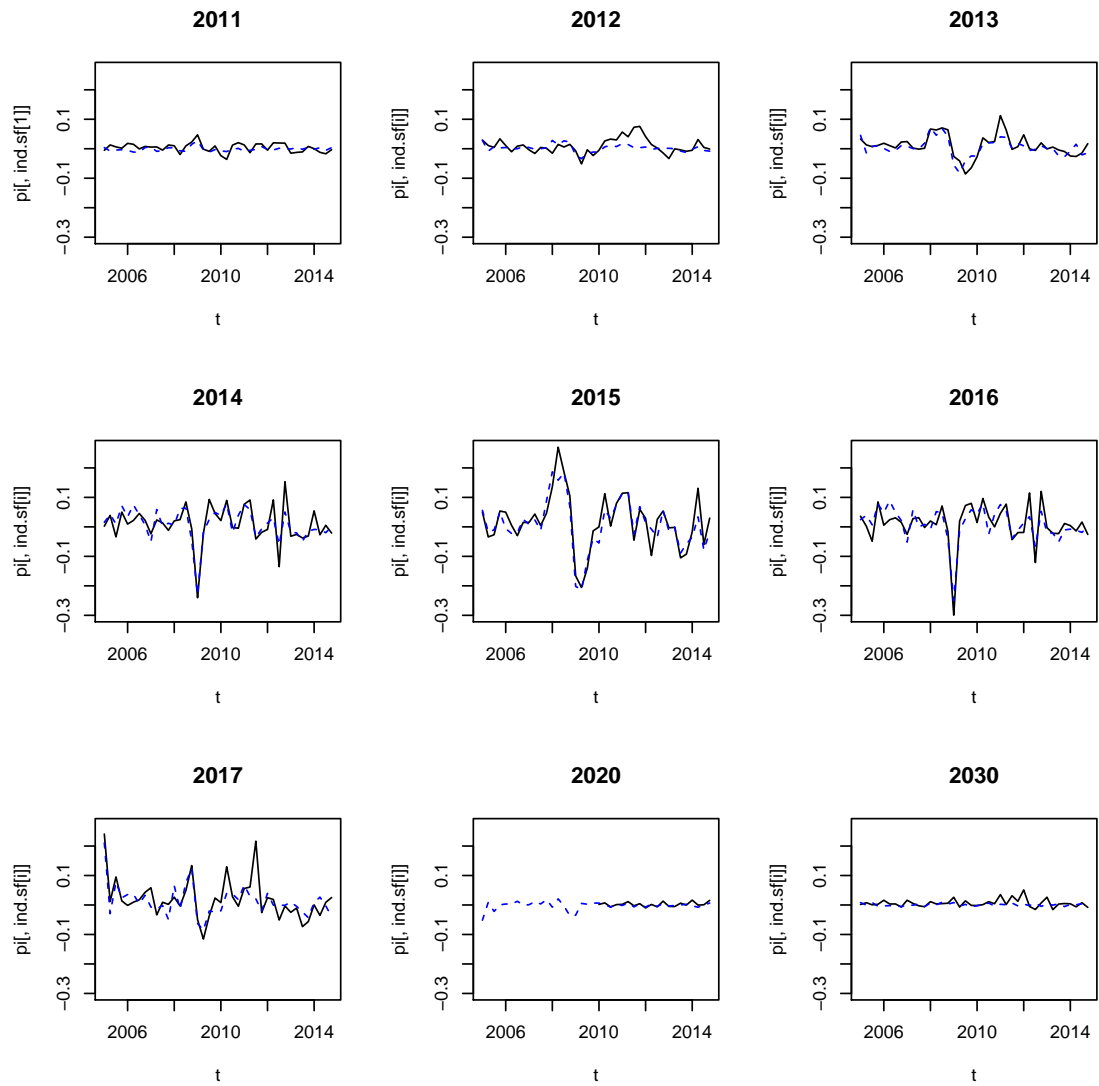 2011 2012 2013
pi[, ind.sf[1]] −0.3 −0.1 0.1 pi[, ind.sf[i]] −0.3 −0.1 0.1 pi[, ind.sf[i]] −0.3 −0.1 0.1
2006 2010 2014 2006 2010 2014 2006 2010 2014
t t t
2014 2015 2016
pi[, ind.sf[i]] −0.3 −0.1 0.1 pi[, ind.sf[i]] −0.3 −0.1 0.1 pi[, ind.sf[i]] −0.3 −0.1 0.1
2006 2010 2014 2006 2010 2014 2006 2010 2014
t t t
2017 2020 2030
pi[, ind.sf[i]] −0.3 −0.1 0.1 pi[, ind.sf[i]] −0.3 −0.1 0.1 pi[, ind.sf[i]] −0.3 −0.1 0.1
2006 2010 2014 2006 2010 2014 2006 2010 2014
t t t